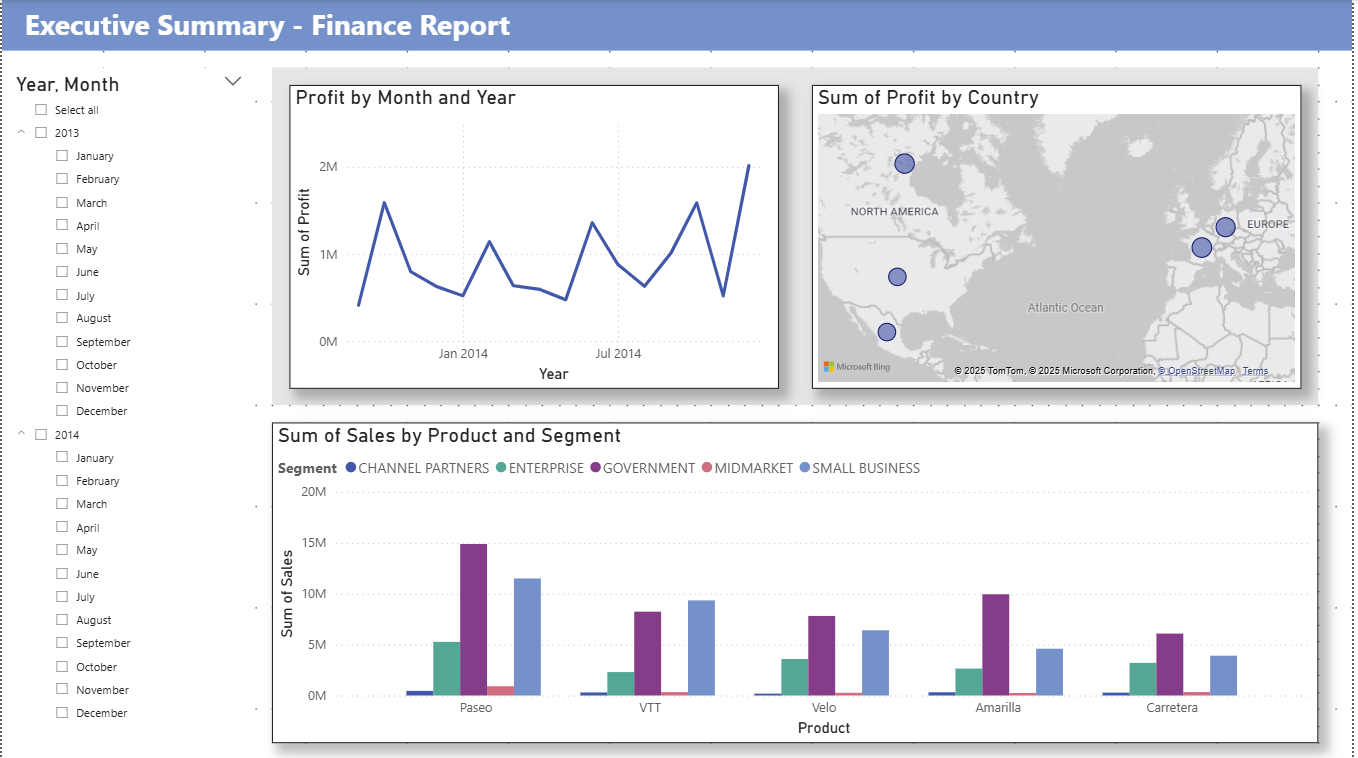 Executive Summary - Finance Report
Year, Month
Select all
2013
January
February
March
April
May
June
July
August
September
October
November
December
2014
January
February
March
April
May
June
July
August
September
October
November
December
Profit by Month and Year
Sum of Profit
2M
1M
0M
Jan 2014
Jul 2014
Year
Sum of Profit by Country
NORTH AMERICA
EUROPE
Atlantic Ocean
Microsoft Bing
© 2025 TomTom, © 2025 Microsoft Corporation, © OpenStreetMap Terms
Sum of Sales by Product and Segment
Segment CHANNEL PARTNERS ENTERPRISE GOVERNMENT MIDMARKET SMALL BUSINESS
Sum of Sales
20M
15M
10M
5M
0M
Paseo VTT Velo Amarilla Carretera
Product